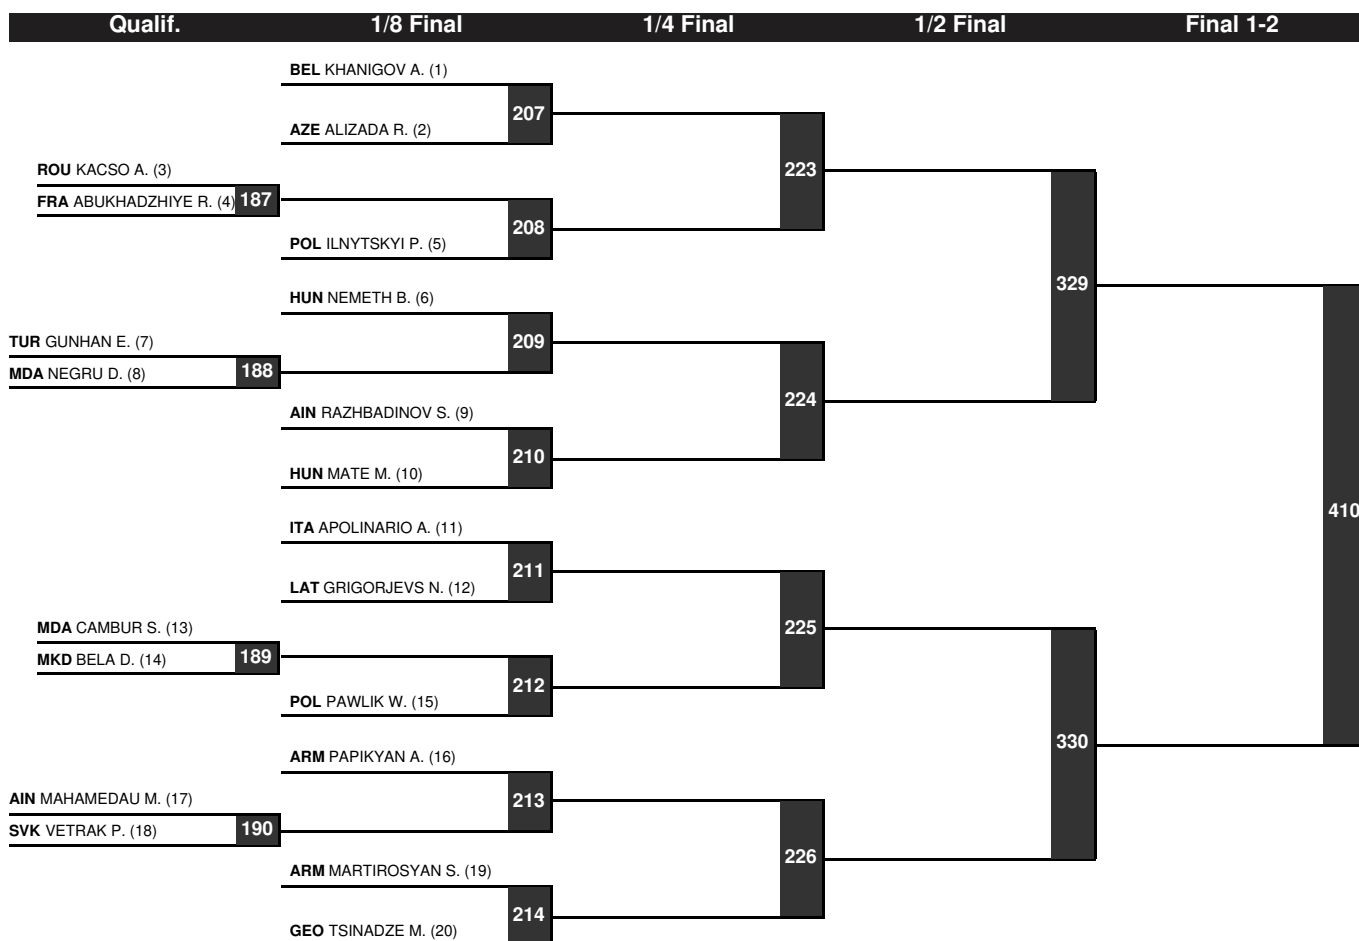 Qualif. 1/8 Final 1/4 Final 1/2 Final Final 1-2
BEL KHANIGOV A. (1)
207
AZE ALIZADA R. (2)
ROU KACSO A. (3)
223
FRA ABUKHADZHIYE R. (4) 187
208
POL ILNYTSKYI P. (5)
329
HUN NEMETH B. (6)
TUR GUNHAN E. (7)
209
MDA NEGRU D. (8) 188
224
AIN RAZHBADINOV S. (9)
210
HUN MATE M. (10)
410
ITA APOLINARIO A. (11)
211
LAT GRIGORJEVS N. (12)
MDA CAMBUR S. (13)
225
MKD BELA D. (14) 189
212
POL PAWLIK W. (15)
330
ARM PAPIKYAN A. (16)
AIN MAHAMEDAU M. (17)
213
SVK VETRAK P. (18) 190
226
ARM MARTIROSYAN S. (19)
214
GEO TSINADZE M. (20)